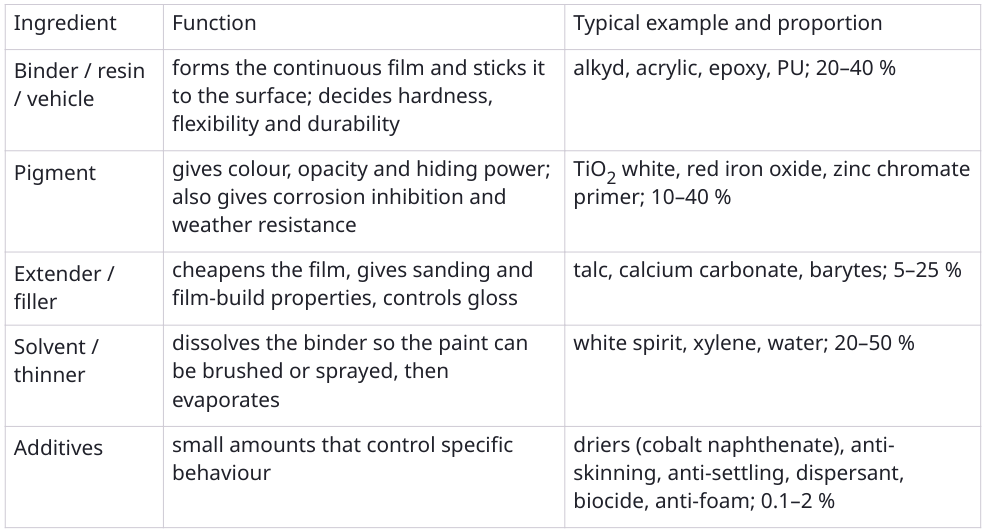 Ingredient Function Typical example and proportion
Binder / resin
/ vehicle
forms the continuous film and sticks it
to the surface; decides hardness,
flexibility and durability
alkyd, acrylic, epoxy, PU; 20–40 %
Pigment
gives colour, opacity and hiding power;
also gives corrosion inhibition and
weather resistance
TiO₂ white, red iron oxide, zinc chromate
primer; 10–40 %
Extender /
filler
cheapens the film, gives sanding and
film-build properties, controls gloss
talc, calcium carbonate, barytes; 5–25 %
Solvent /
thinner
dissolves the binder so the paint can
be brushed or sprayed, then
evaporates
white spirit, xylene, water; 20–50 %
Additives
small amounts that control specific
behaviour
driers (cobalt naphthenate), anti-
skinning, anti-settling, dispersant,
biocide, anti-foam; 0.1–2 %